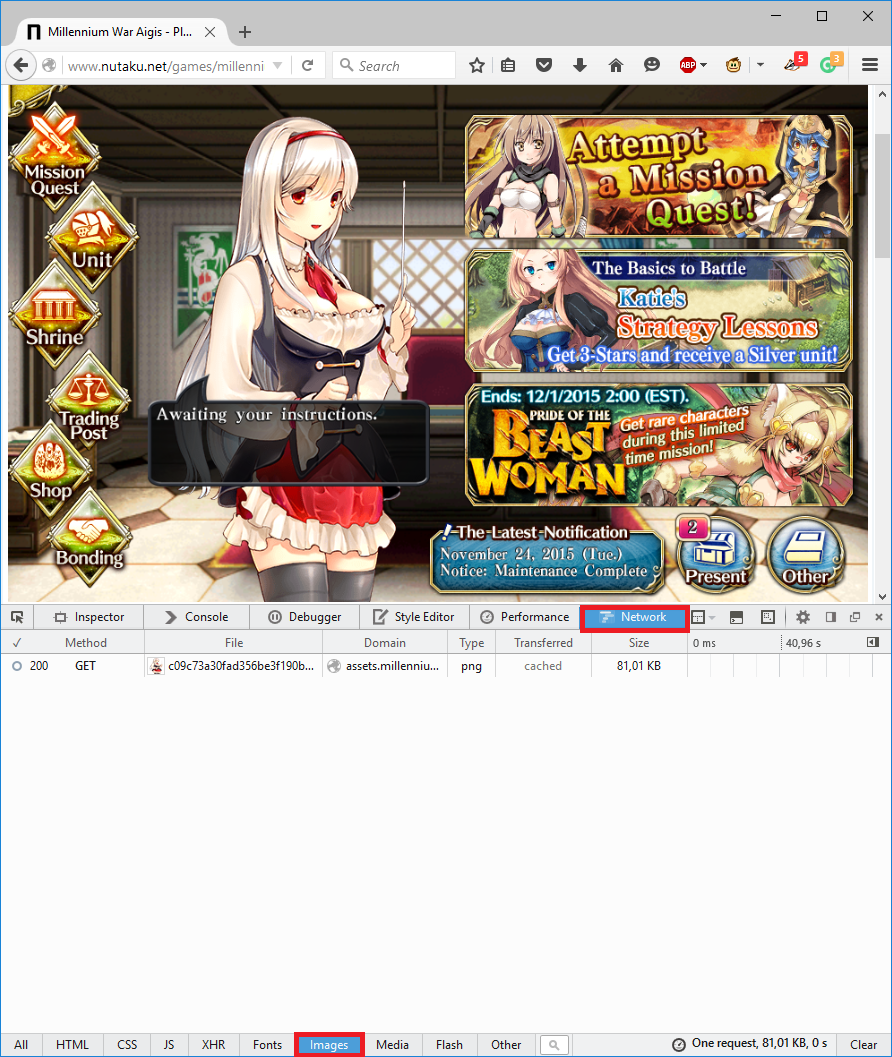 Millennium War Aigis - Pl...
www.nutaku.net/games/millenni
Search
ABP
5
3
Mission
Quest
Unit
Shrine
Trading
Post
Shop
Bonding
Awaiting your instructions.
Attempt
a Mission
Quest!
The Basics to Battle
Katie's
Strategy Lessons
Get 3-Stars and receive a Silver unit!
Ends: 12/1/2015 2:00 (EST).
PRIDE OF THE
BEAST
WOMAN
Get rare characters
during this limited
time mission!
! The Latest Notification
November 24, 2015 (Tue.)
Notice: Maintenance Complete
2
Present
Other
Inspector Console Debugger Style Editor Performance Network
✓ Method File Domain Type Transferred Size 0 ms 40,96 s
200 GET c09c73a30fad356be3f190b... assets.millenniu... png cached 81,01 KB
All HTML CSS JS XHR Fonts Images Media Flash Other One request, 81,01 KB, 0 s Clear